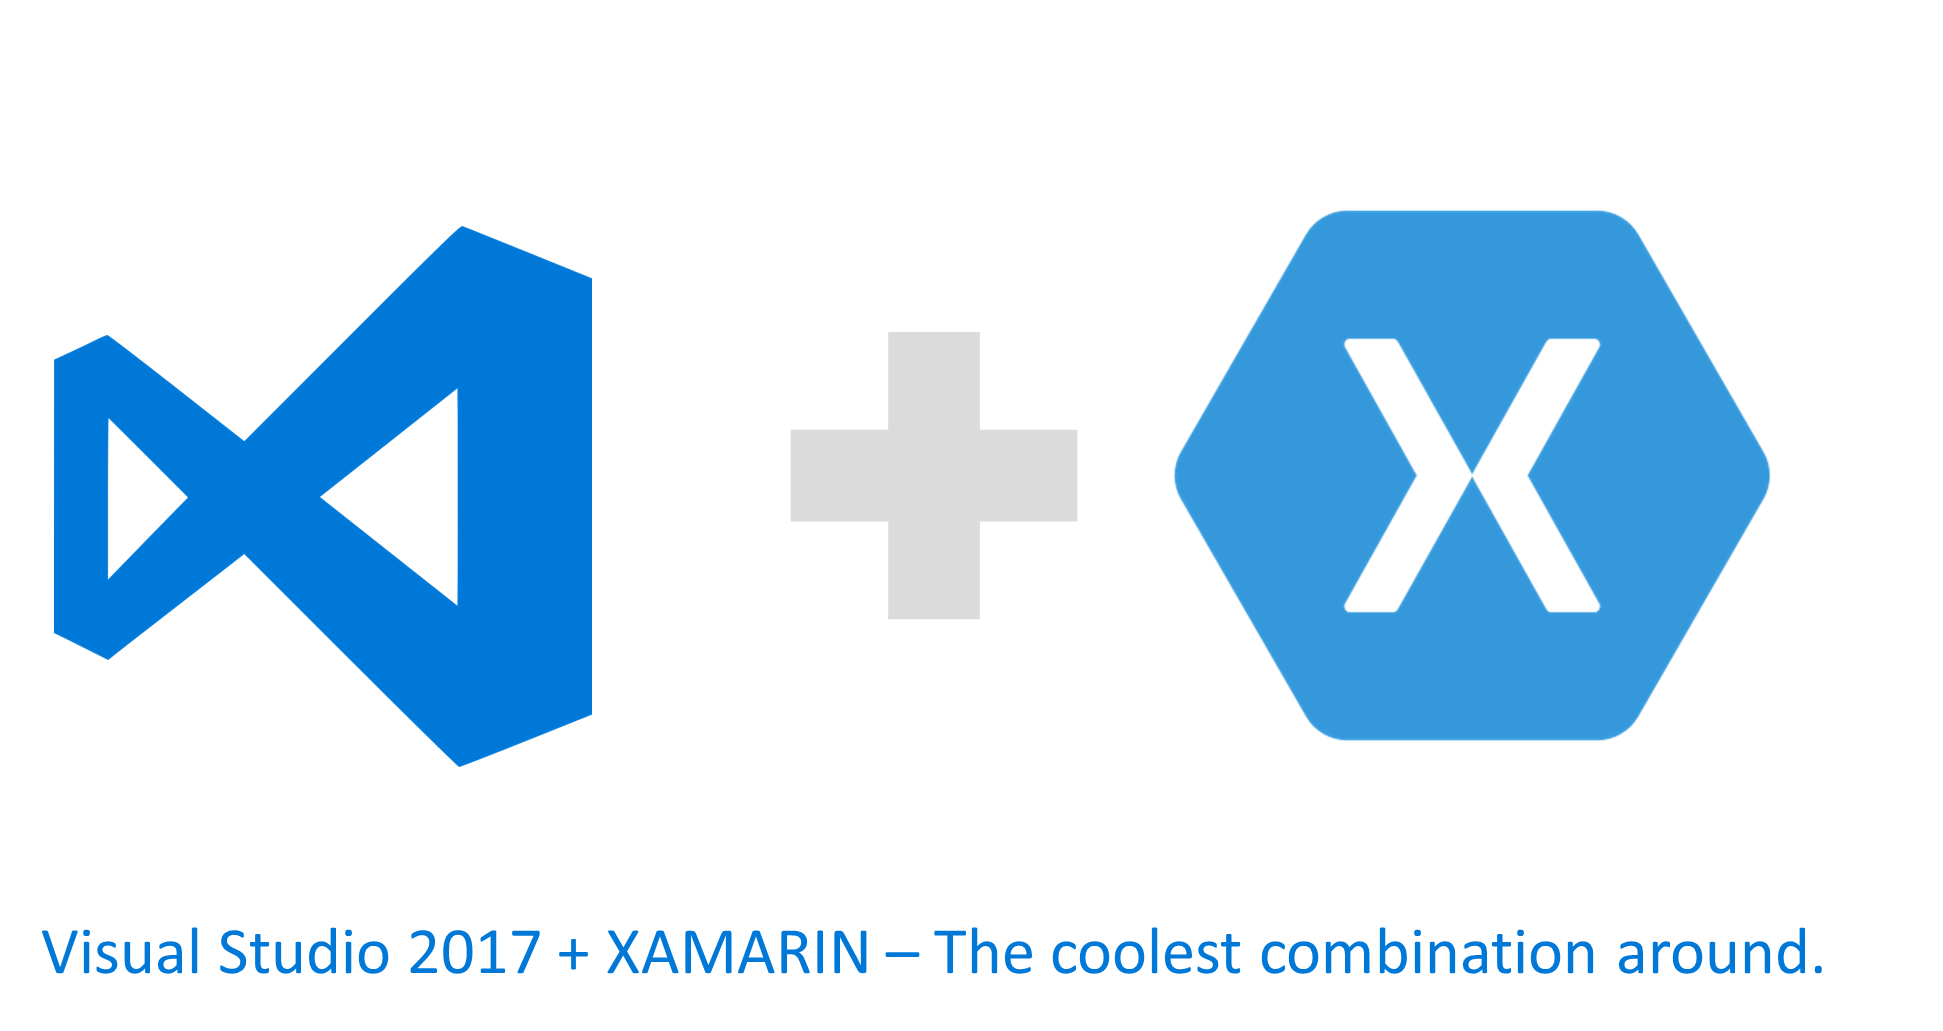 X
Visual Studio 2017 + XAMARIN – The coolest combination around.